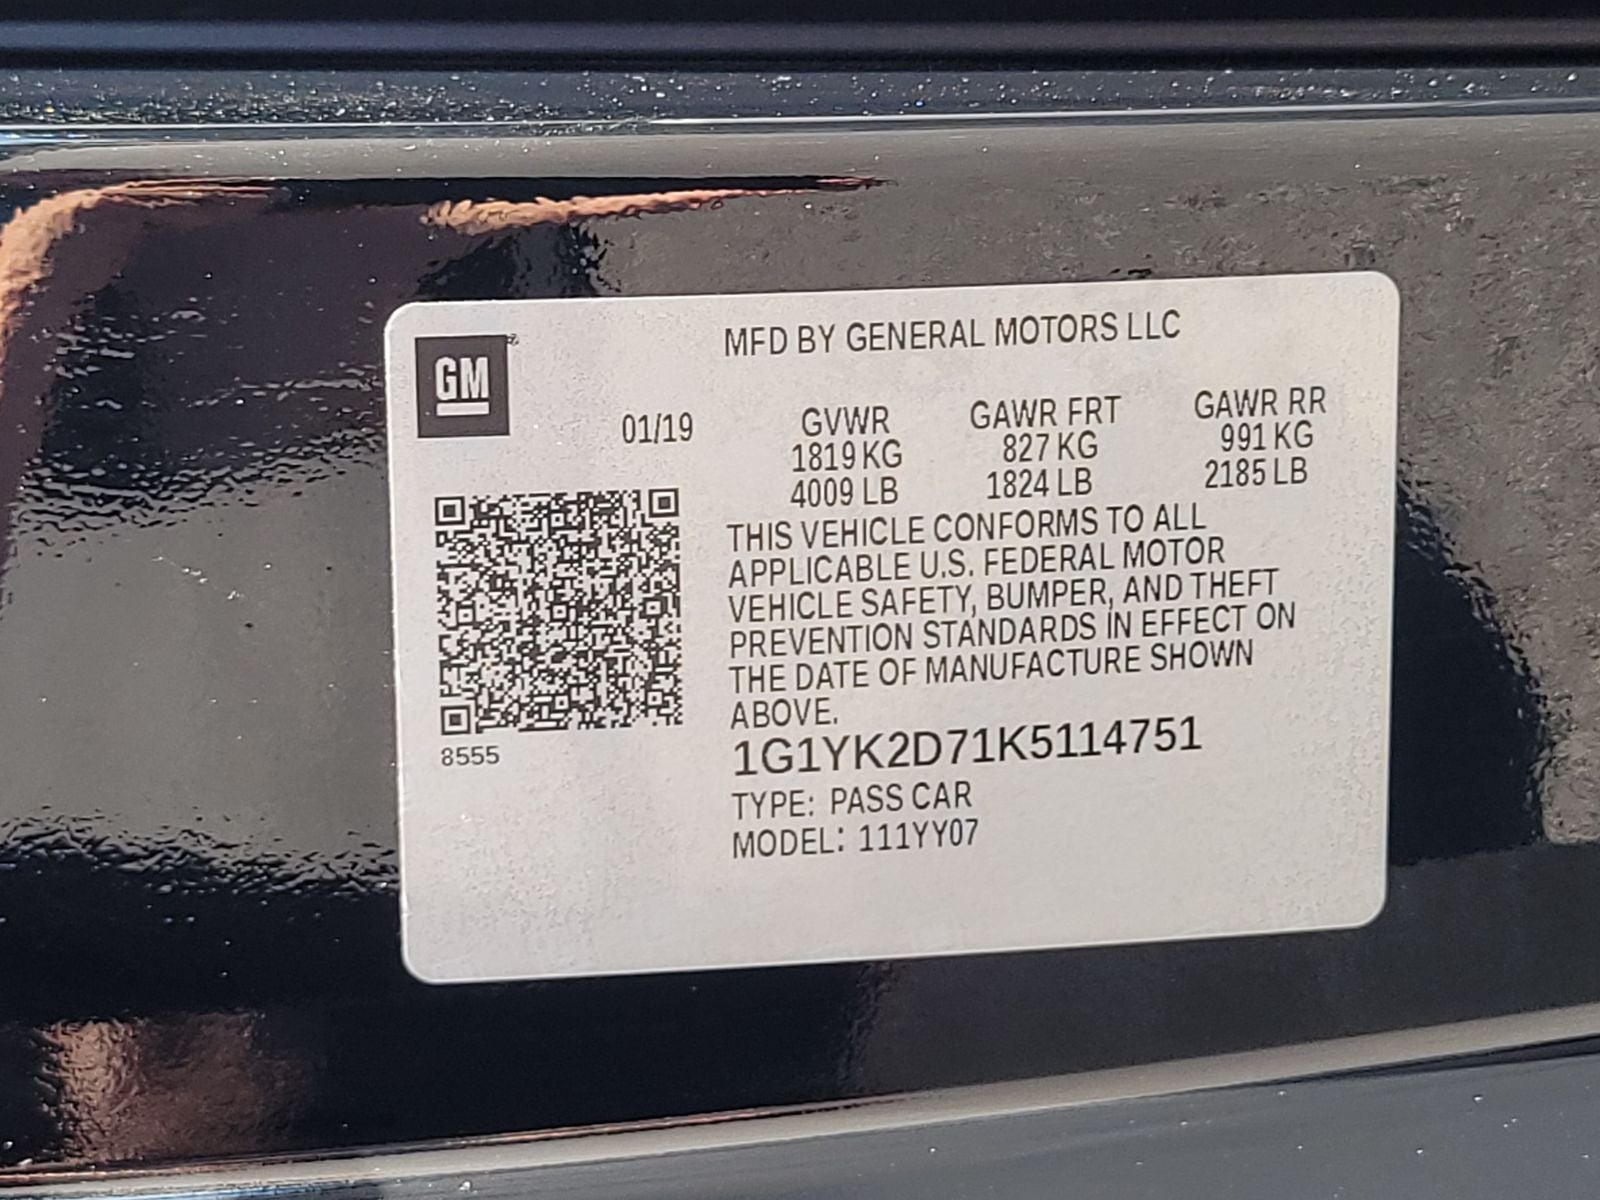 GM®
MFD BY GENERAL MOTORS LLC
01/19 GVWR GAWR FRT GAWR RR
1819 KG 827 KG 991 KG
4009 LB 1824 LB 2185 LB
THIS VEHICLE CONFORMS TO ALL
APPLICABLE U.S. FEDERAL MOTOR
VEHICLE SAFETY, BUMPER, AND THEFT
PREVENTION STANDARDS IN EFFECT ON
THE DATE OF MANUFACTURE SHOWN
ABOVE.
8555
1G1YK2D71K5114751
TYPE: PASS CAR
MODEL: 111YY07